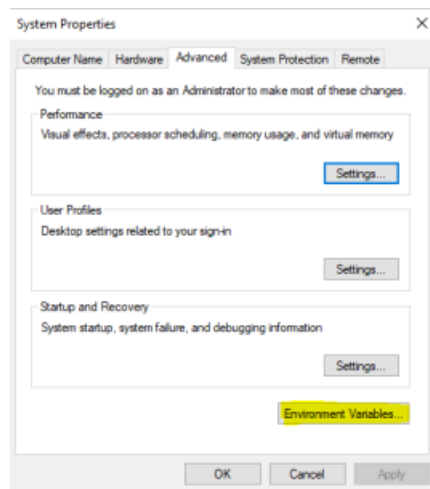 System Properties
Computer Name Hardware Advanced System Protection Remote
You must be logged on as an Administrator to make most of these changes.
Performance
Visual effects, processor scheduling, memory usage, and virtual memory
Settings...
User Profiles
Desktop settings related to your sign-in
Settings...
Startup and Recovery
System startup, system failure, and debugging information
Settings...
Environment Variables...
OK Cancel Apply